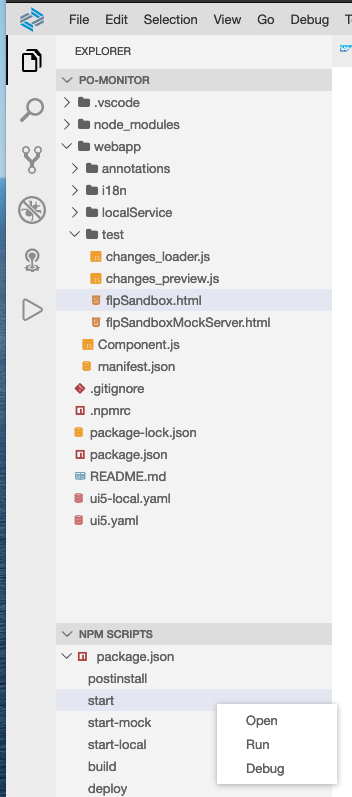 File Edit Selection View Go Debug
EXPLORER
PO-MONITOR
.vscode
node_modules
webapp
annotations
i18n
localService
test
changes_loader.js
changes_preview.js
flpSandbox.html
flpSandboxMockServer.html
Component.js
manifest.json
.gitignore
.npmrc
package-lock.json
package.json
README.md
ui5-local.yaml
ui5.yaml
NPM SCRIPTS
package.json
postinstall
start
start-mock
start-local
build
deploy
Open
Run
Debug